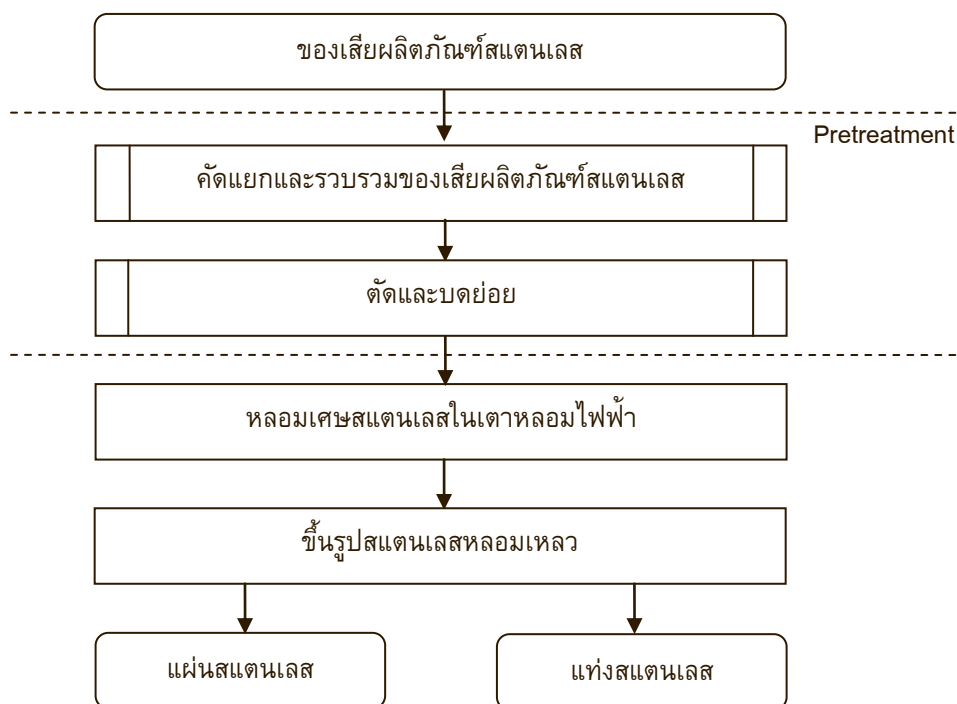 ของเสียผลิตภัณฑ์สแตนเลส
Pretreatment
คัดแยกและรวบรวมของเสียผลิตภัณฑ์สแตนเลส
ตัดและบดย่อย
หลอมเศษสแตนเลสในเตาหลอมไฟฟ้า
ขึ้นรูปสแตนเลสหลอมเหลว
แผ่นสแตนเลส
แท่งสแตนเลส